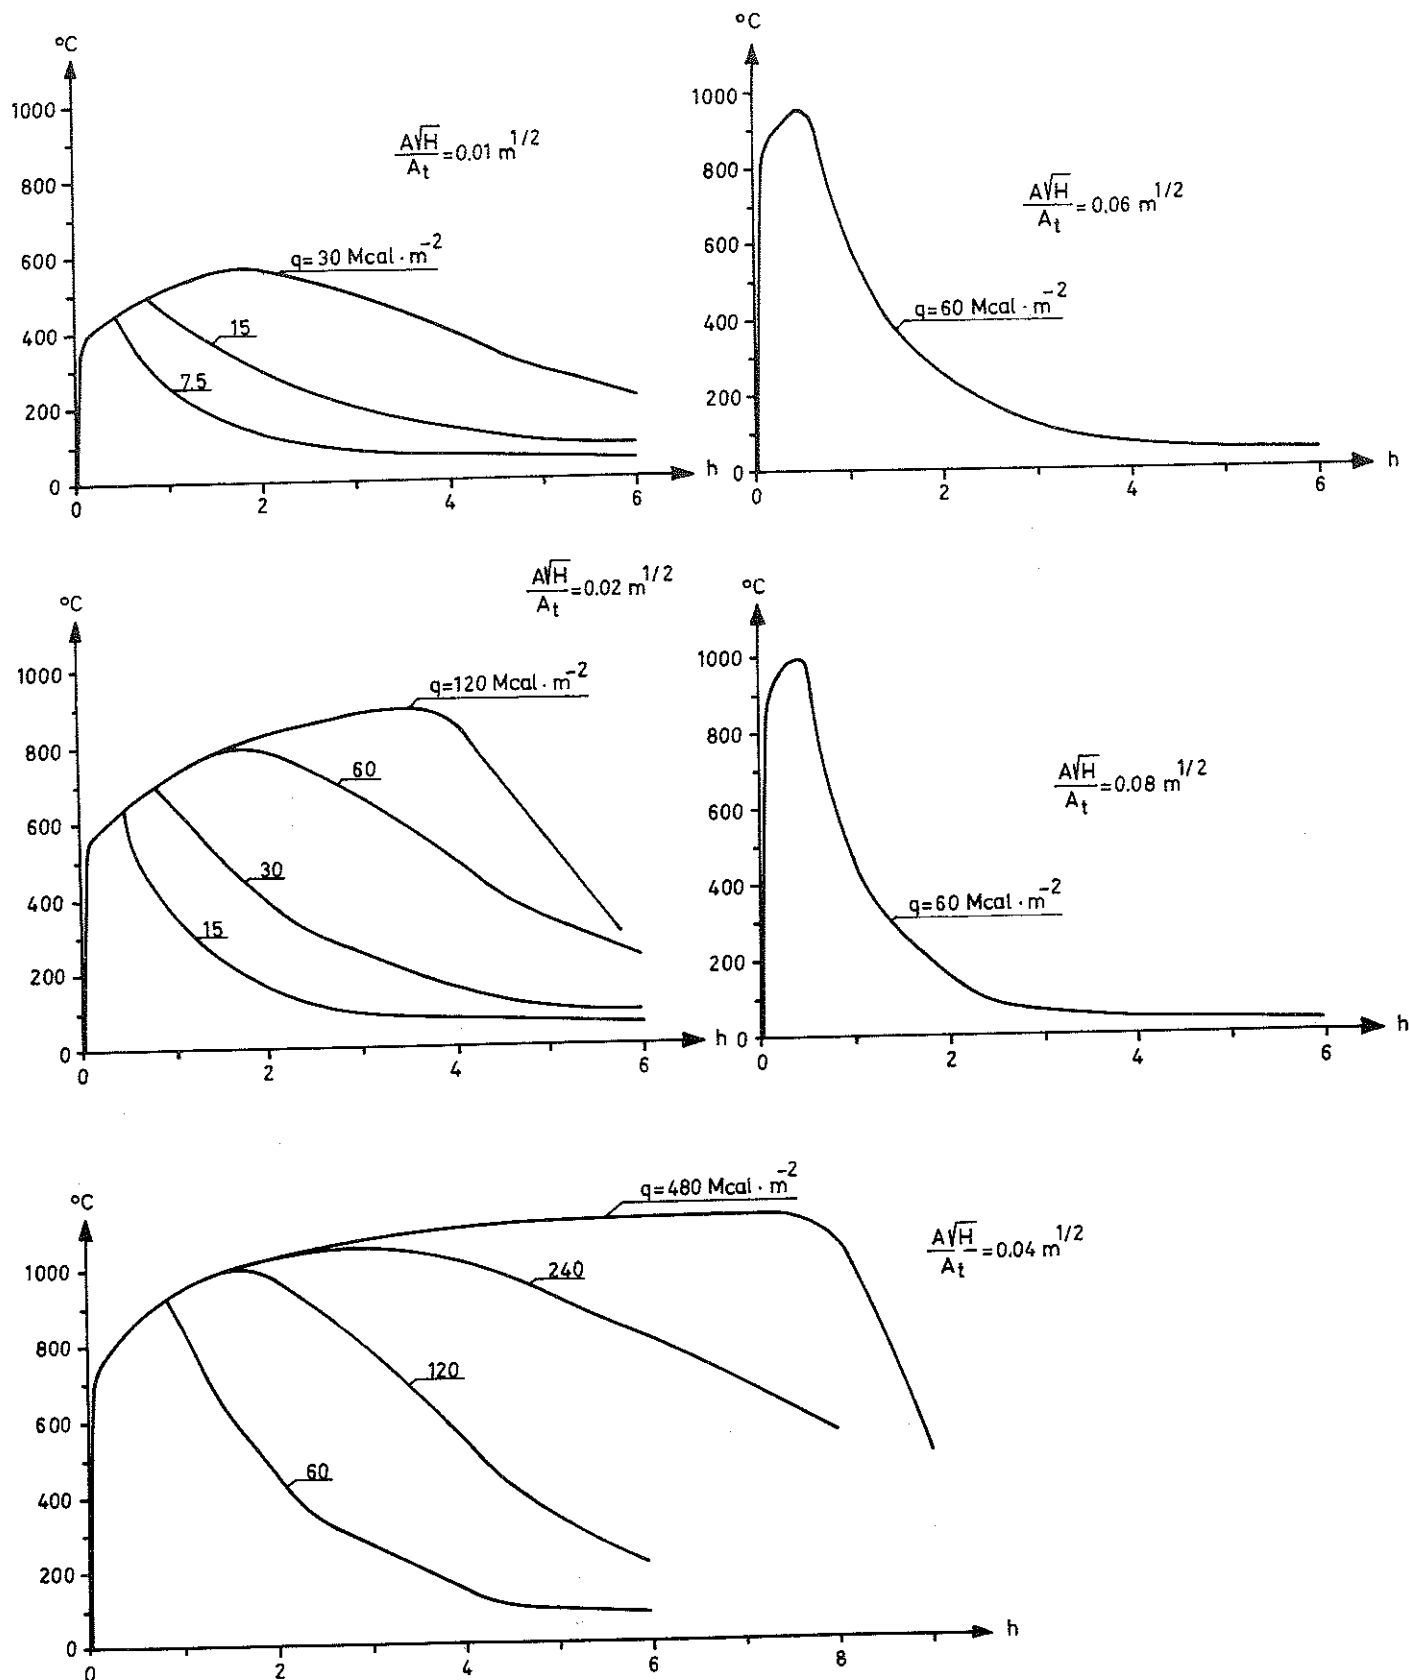 °C
1000
800
600
400
200
0
0
2
4
6
h
A√H/At = 0.01 m^1/2
q=30 Mcal · m^-2
15
7.5
°C
1000
800
600
400
200
0
0
2
4
6
h
A√H/At = 0.06 m^1/2
q=60 Mcal · m^-2
°C
1000
800
600
400
200
0
0
2
4
6
h
A√H/At = 0.02 m^1/2
q=120 Mcal · m^-2
60
30
15
°C
1000
800
600
400
200
0
0
2
4
6
h
A√H/At = 0.08 m^1/2
q=60 Mcal · m^-2
°C
1000
800
600
400
200
0
0
2
4
6
8
h
A√H/At = 0.04 m^1/2
q=480 Mcal · m^-2
240
120
60